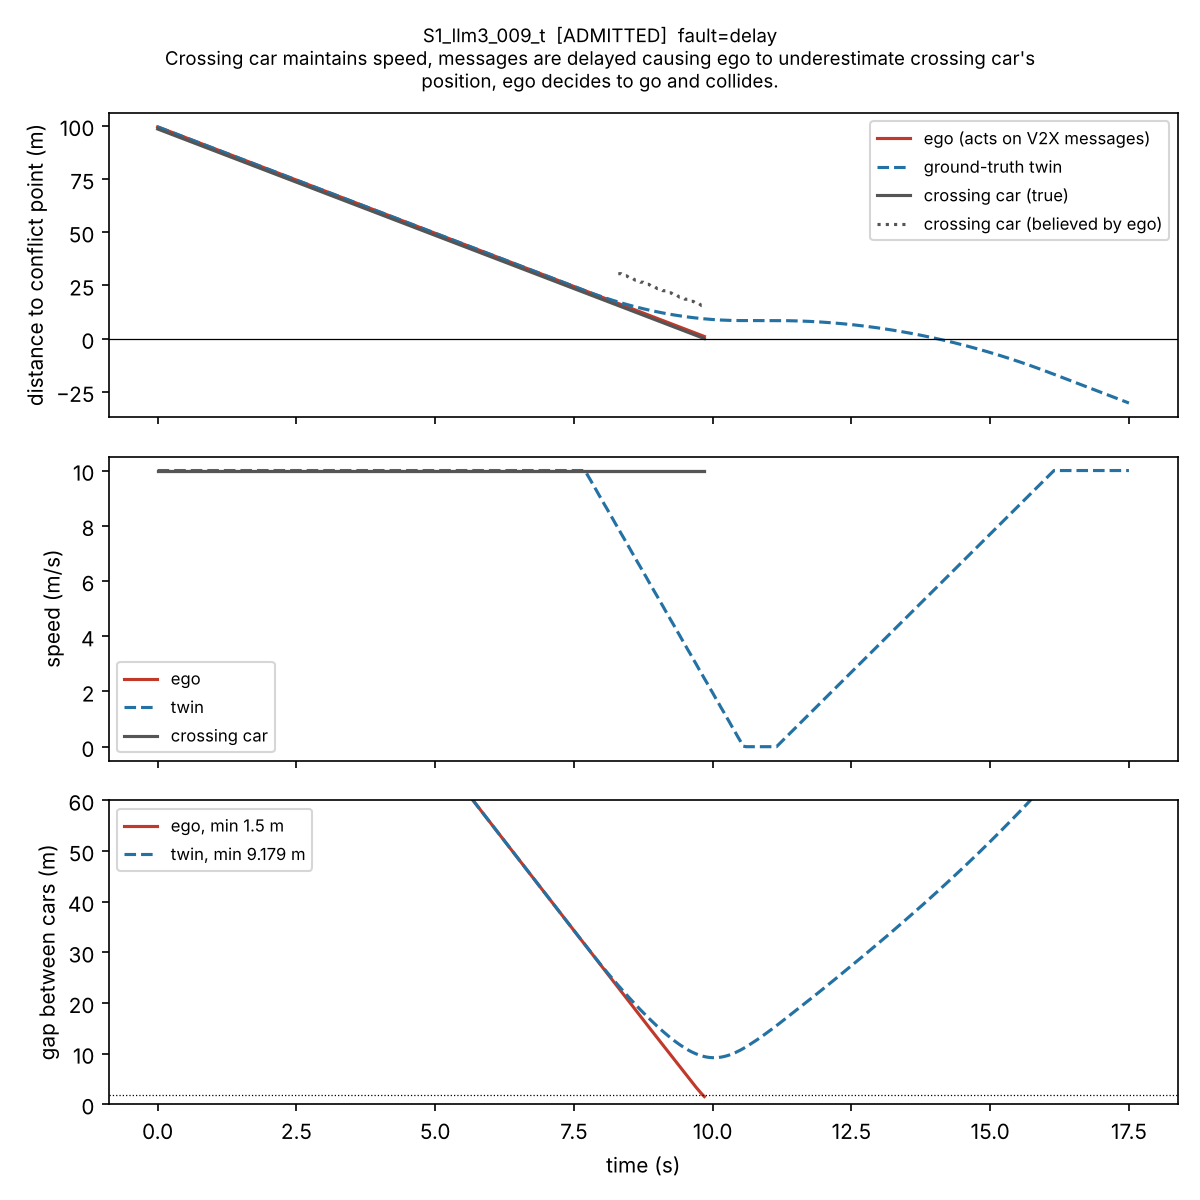 S1_llm3_009_t  [ADMITTED]  fault=delay
Crossing car maintains speed, messages are delayed causing ego to underestimate crossing car's
position, ego decides to go and collides.
distance to conflict point (m)
100
75
50
25
0
−25
ego (acts on V2X messages)
ground-truth twin
crossing car (true)
crossing car (believed by ego)
speed (m/s)
10
8
6
4
2
0
ego
twin
crossing car
gap between cars (m)
60
50
40
30
20
10
0
ego, min 1.5 m
twin, min 9.179 m
0.0 2.5 5.0 7.5 10.0 12.5 15.0 17.5
time (s)